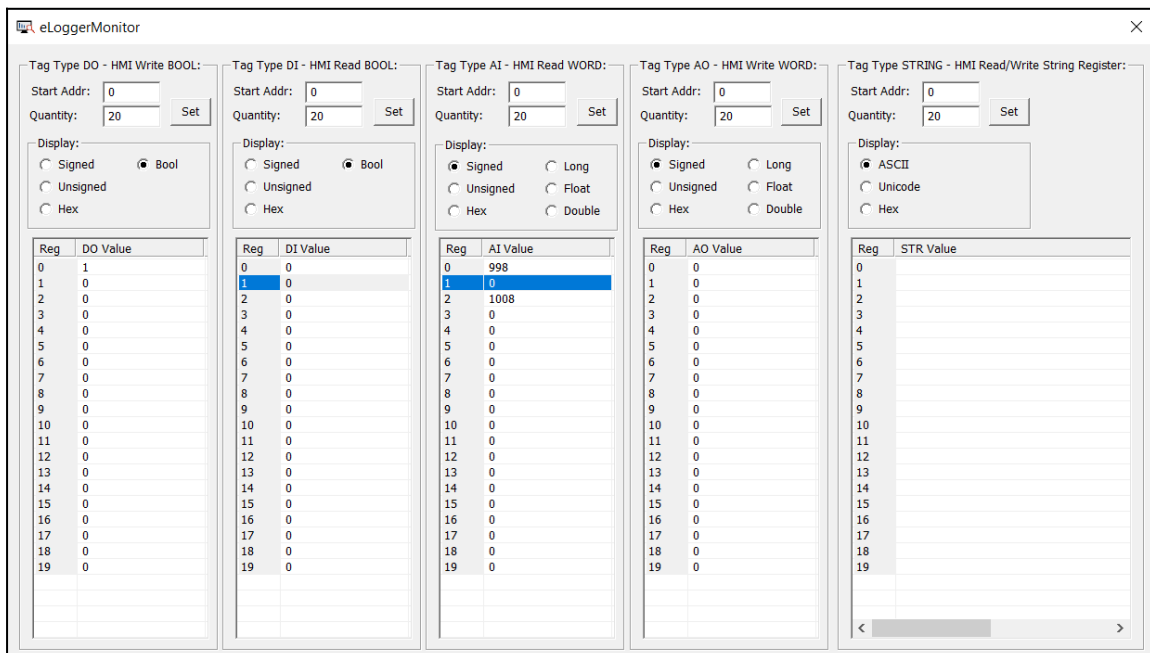 eLoggerMonitor
Tag Type DO - HMI Write BOOL:
Start Addr: 0
Quantity: 20 Set
Display:
Signed Bool
Unsigned
Hex
Reg DO Value
0 1
1 0
2 0
3 0
4 0
5 0
6 0
7 0
8 0
9 0
10 0
11 0
12 0
13 0
14 0
15 0
16 0
17 0
18 0
19 0
Tag Type DI - HMI Read BOOL:
Start Addr: 0
Quantity: 20 Set
Display:
Signed Bool
Unsigned
Hex
Reg DI Value
0 0
1 0
2 0
3 0
4 0
5 0
6 0
7 0
8 0
9 0
10 0
11 0
12 0
13 0
14 0
15 0
16 0
17 0
18 0
19 0
Tag Type AI - HMI Read WORD:
Start Addr: 0
Quantity: 20 Set
Display:
Signed Long
Unsigned Float
Hex Double
Reg AI Value
0 998
1 0
2 1008
3 0
4 0
5 0
6 0
7 0
8 0
9 0
10 0
11 0
12 0
13 0
14 0
15 0
16 0
17 0
18 0
19 0
Tag Type AO - HMI Write WORD:
Start Addr: 0
Quantity: 20 Set
Display:
Signed Long
Unsigned Float
Hex Double
Reg AO Value
0 0
1 0
2 0
3 0
4 0
5 0
6 0
7 0
8 0
9 0
10 0
11 0
12 0
13 0
14 0
15 0
16 0
17 0
18 0
19 0
Tag Type STRING - HMI Read/Write String Register:
Start Addr: 0
Quantity: 20 Set
Display:
ASCII
Unicode
Hex
Reg STR Value
0
1
2
3
4
5
6
7
8
9
10
11
12
13
14
15
16
17
18
19